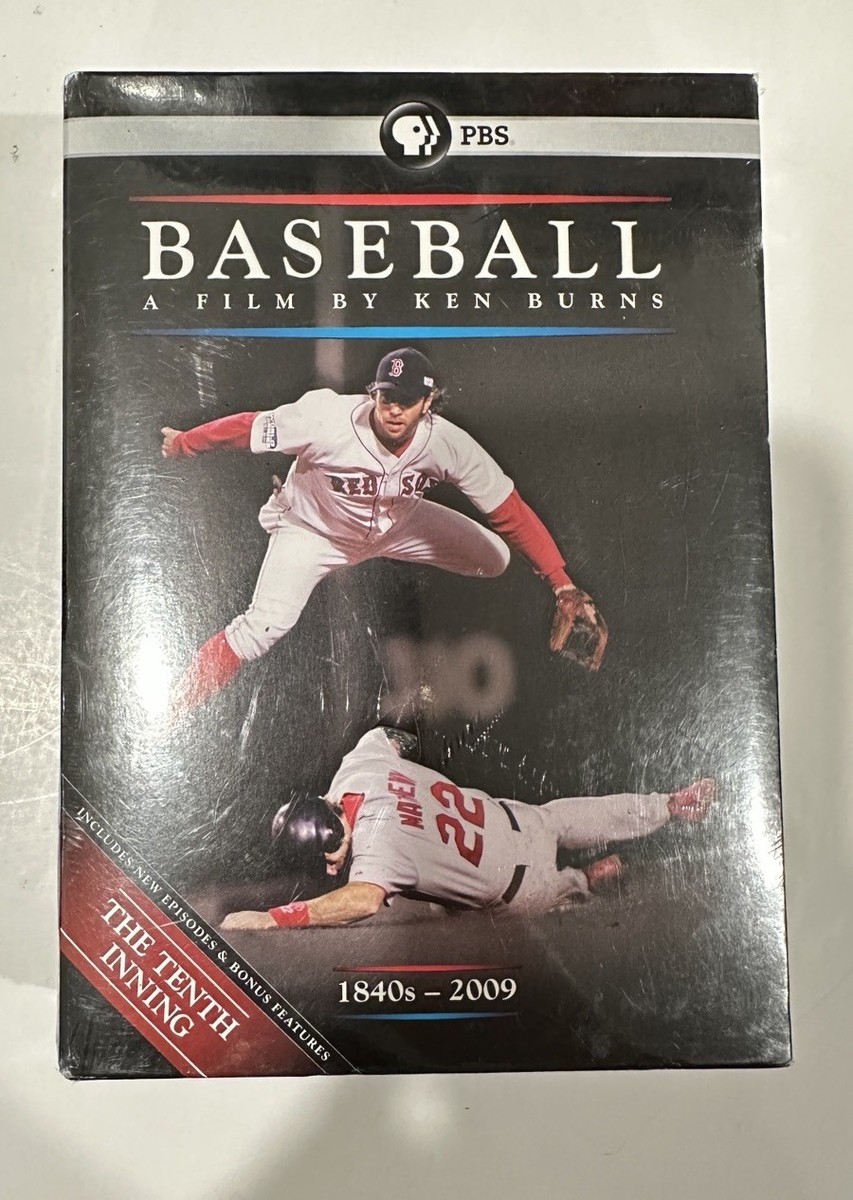 PBS
BASEBALL
A FILM BY KEN BURNS
B
RED SOX
22
INCLUDES NEW EPISODES & BONUS FEATURES
THE TENTH
INNING
1840s – 2009